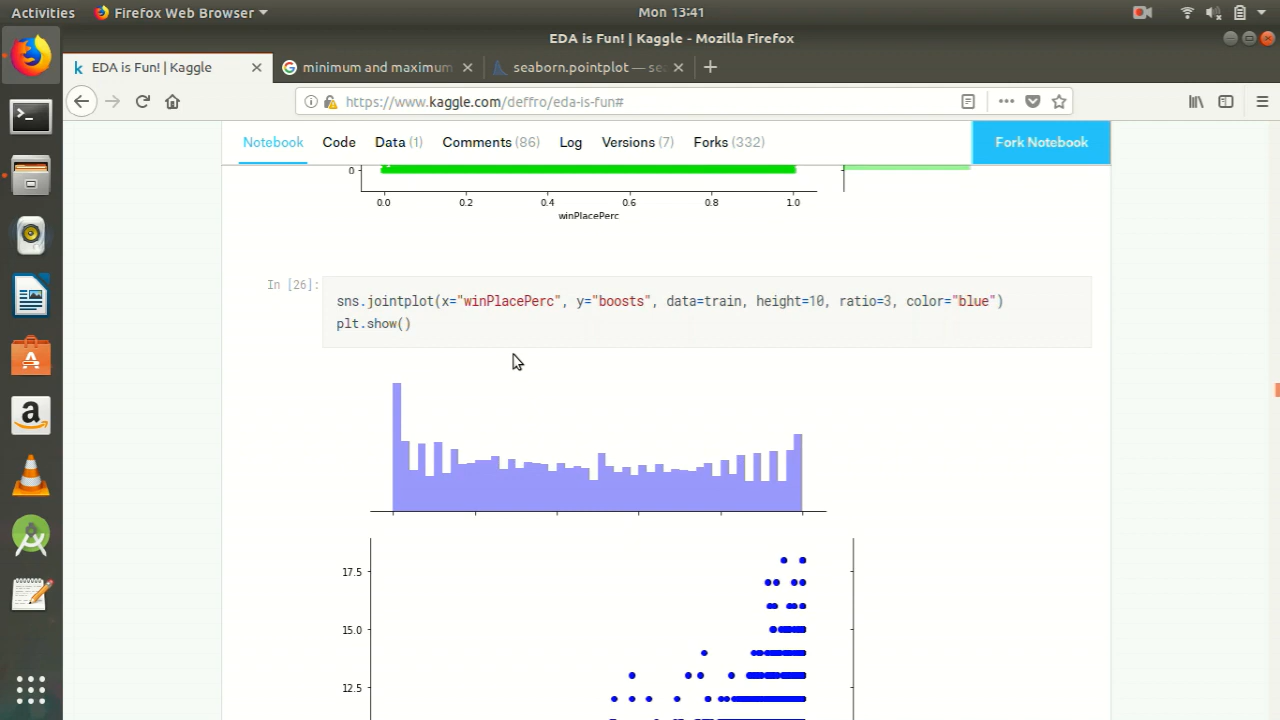 Activities Firefox Web Browser Mon 13:41
EDA is Fun! | Kaggle - Mozilla Firefox
k EDA is Fun! | Kaggle minimum and maximum seaborn.pointplot — sea
https://www.kaggle.com/deffro/eda-is-fun#
Notebook Code Data (1) Comments (86) Log Versions (7) Forks (332) Fork Notebook
0
0.0 0.2 0.4 0.6 0.8 1.0
winPlacePerc
In [26]:
sns.jointplot(x="winPlacePerc", y="boosts", data=train, height=10, ratio=3, color="blue")
plt.show()
17.5
15.0
12.5